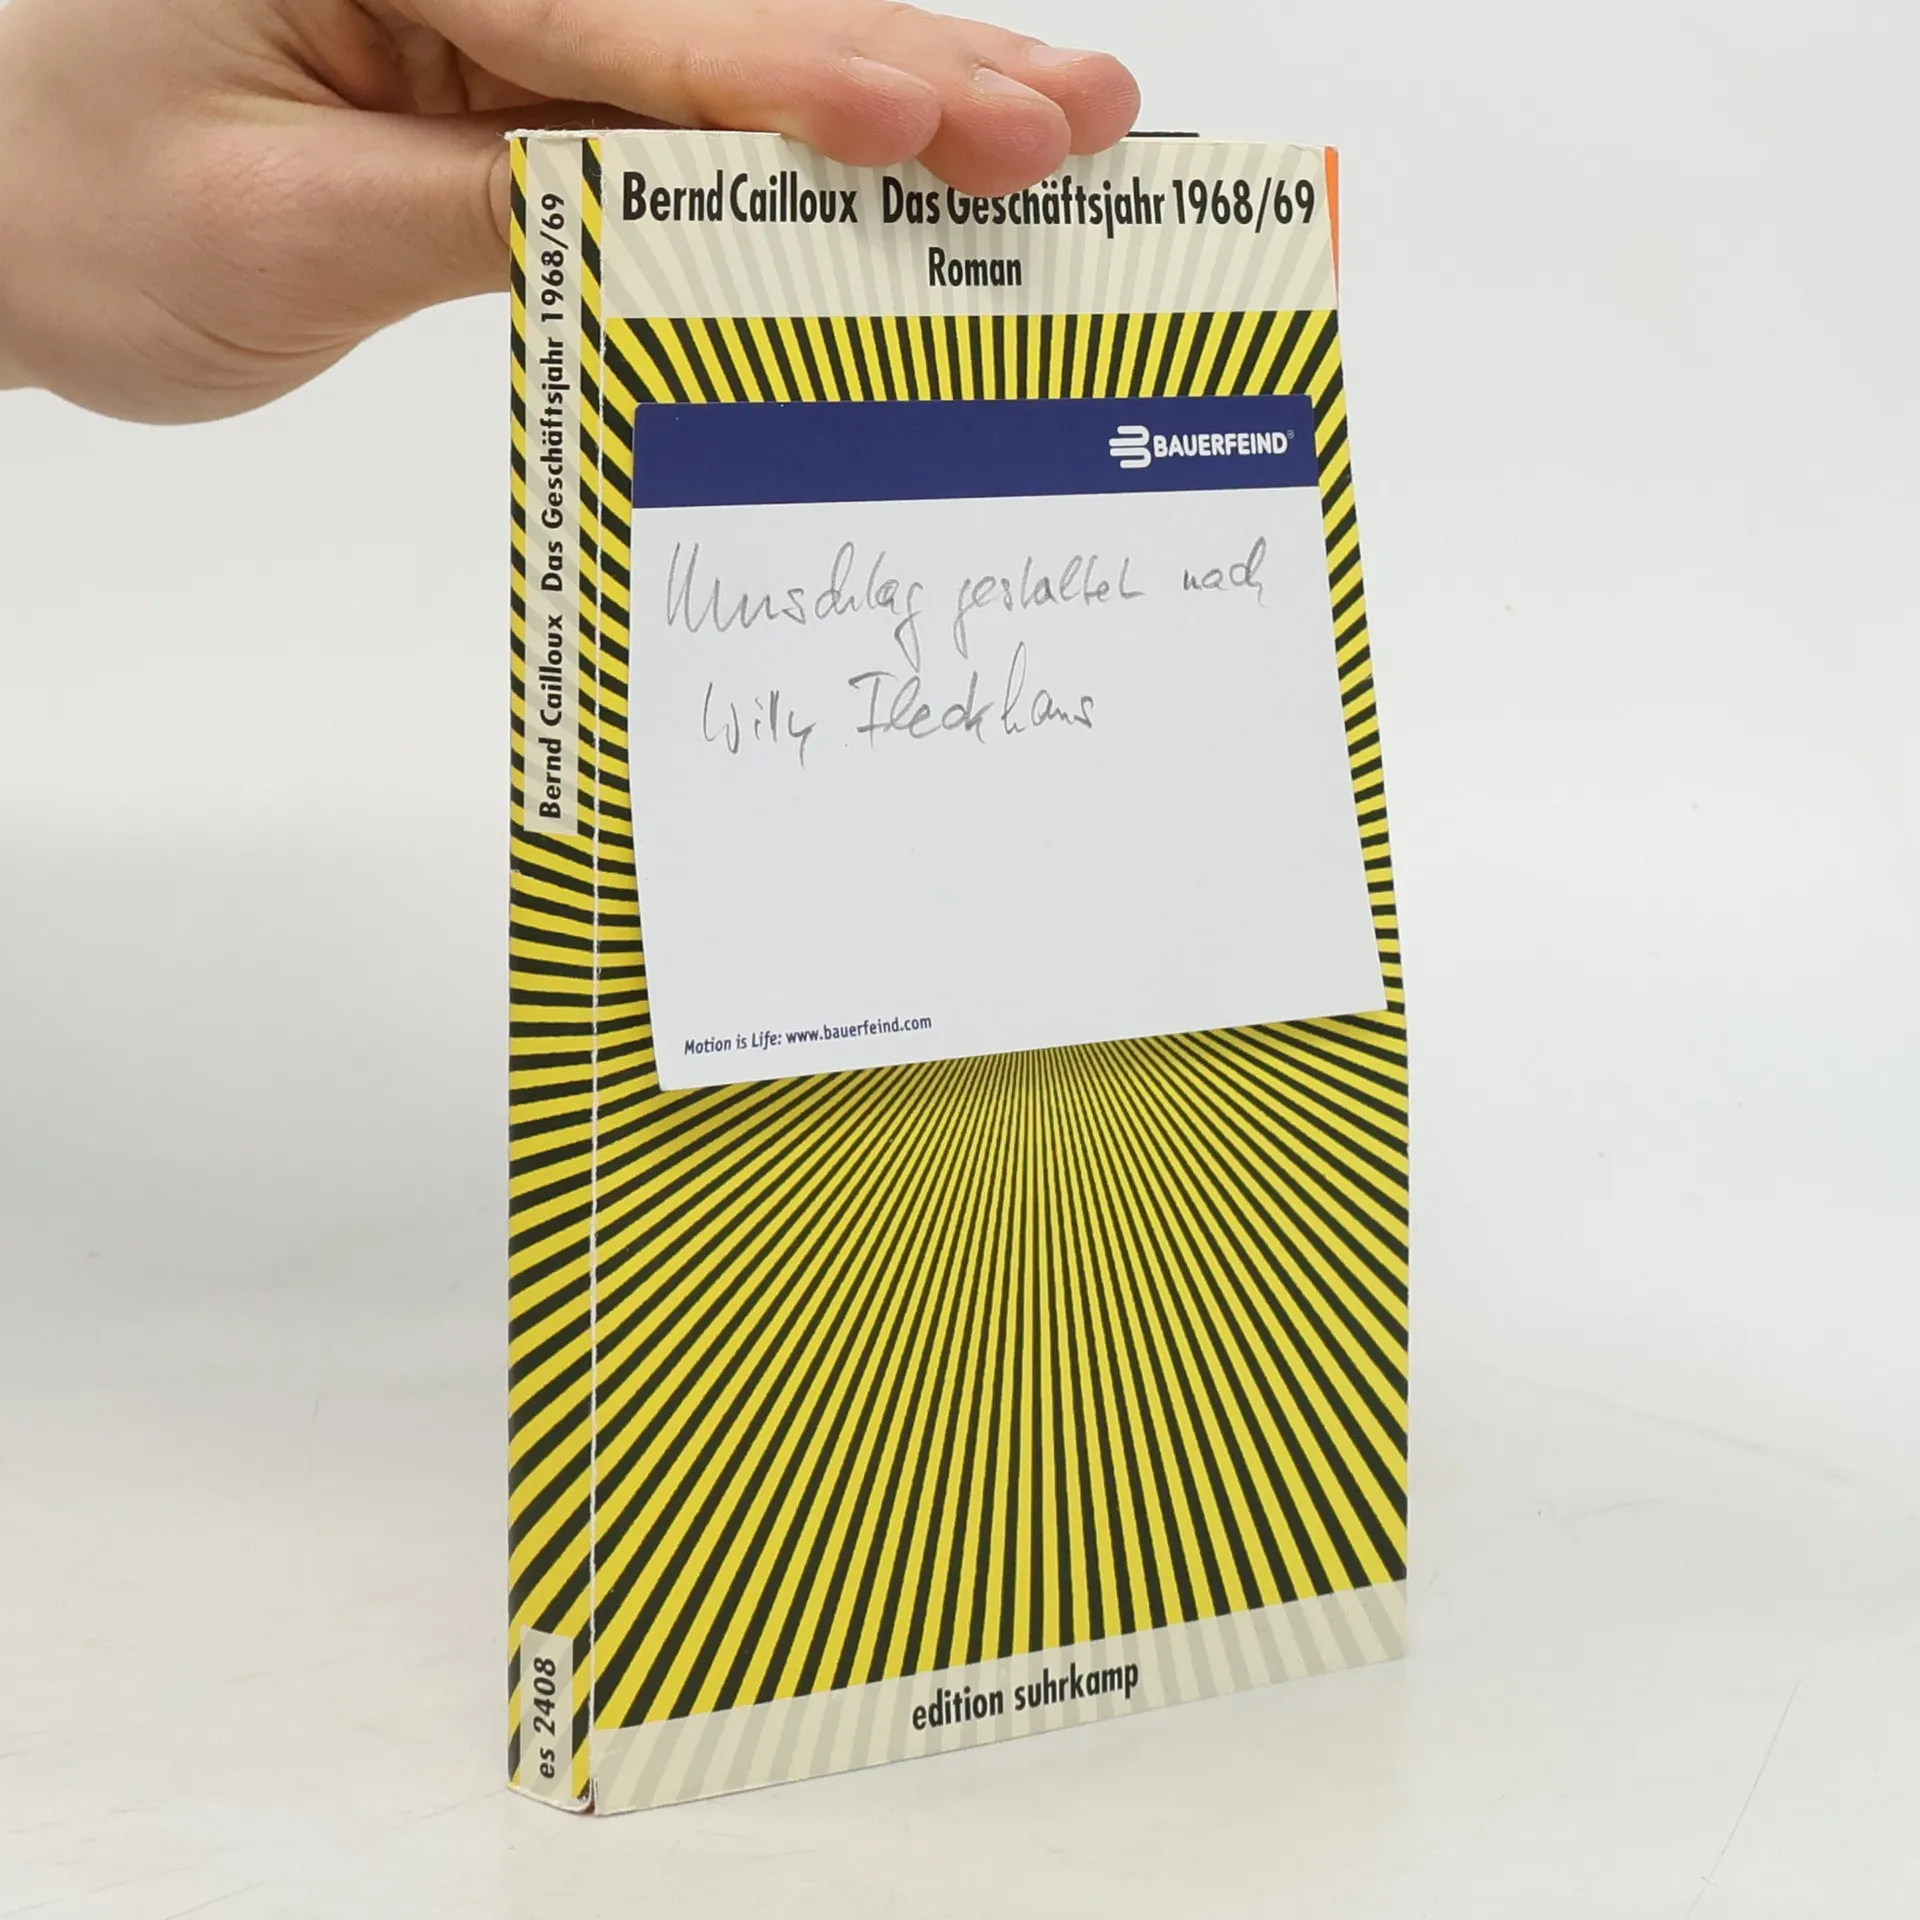 Bernd Cailloux Das Geschäftsjahr 1968/69
Roman
BAUERFEIND®
Umschlag gestaltet nach
Willy Fleckhaus
Motion is Life: www.bauerfeind.com
edition suhrkamp
Bernd Cailloux Das Geschäftsjahr 1968/69
es 2408